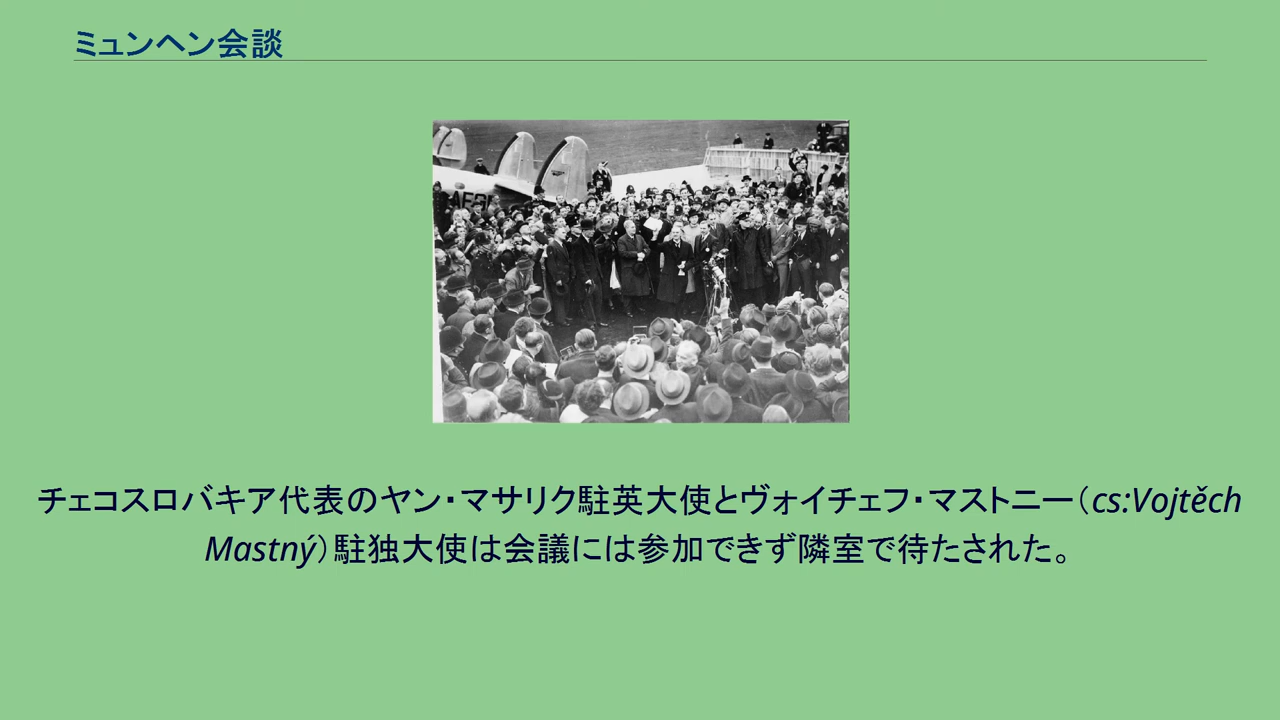 ミュンヘン会談
チェコスロバキア代表のヤン・マサリク駐英大使とヴォイチェフ・マストニー（cs:Vojtěch
Mastný）駐独大使は会議には参加できず隣室で待たされた。